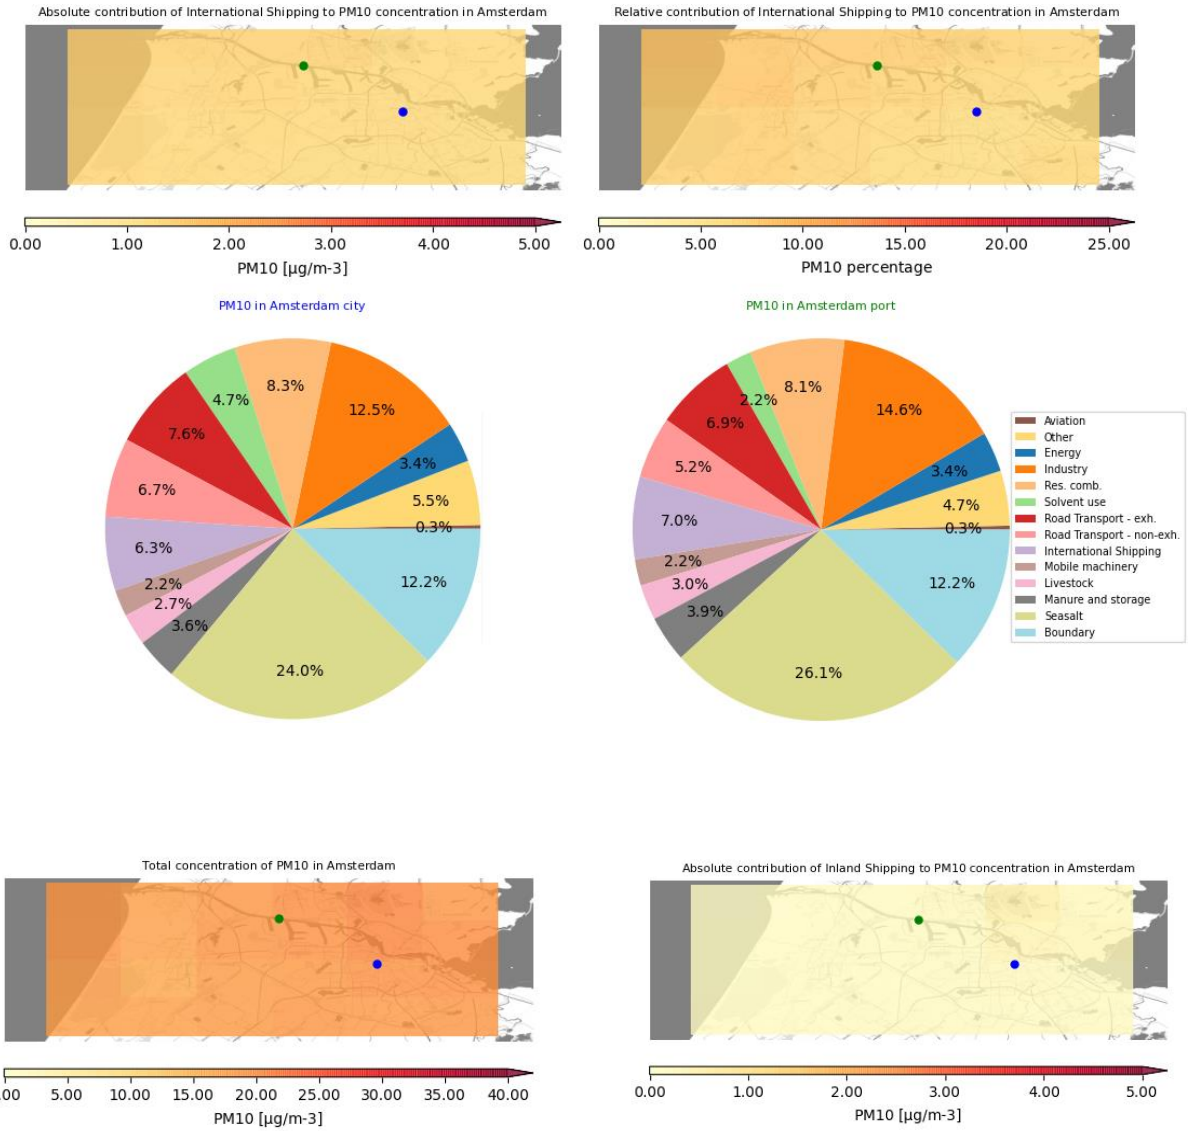 Absolute contribution of International Shipping to PM10 concentration in Amsterdam
Relative contribution of International Shipping to PM10 concentration in Amsterdam
0.00 1.00 2.00 3.00 4.00 5.00
PM10 [µg/m-3]
0.00 5.00 10.00 15.00 20.00 25.00
PM10 percentage
PM10 in Amsterdam city
8.3%
4.7%
12.5%
7.6%
3.4%
6.7%
5.5%
0.3%
6.3%
12.2%
2.2%
2.7%
3.6%
24.0%
PM10 in Amsterdam port
8.1%
2.2%
14.6%
6.9%
5.2%
3.4%
4.7%
7.0%
0.3%
2.2%
3.0%
12.2%
3.9%
26.1%
Aviation
Other
Energy
Industry
Res. comb.
Solvent use
Road Transport - exh.
Road Transport - non-exh.
International Shipping
Mobile machinery
Livestock
Manure and storage
Seasalt
Boundary
Total concentration of PM10 in Amsterdam
Absolute contribution of Inland Shipping to PM10 concentration in Amsterdam
.00 5.00 10.00 15.00 20.00 25.00 30.00 35.00 40.00
PM10 [µg/m-3]
0.00 1.00 2.00 3.00 4.00 5.00
PM10 [µg/m-3]